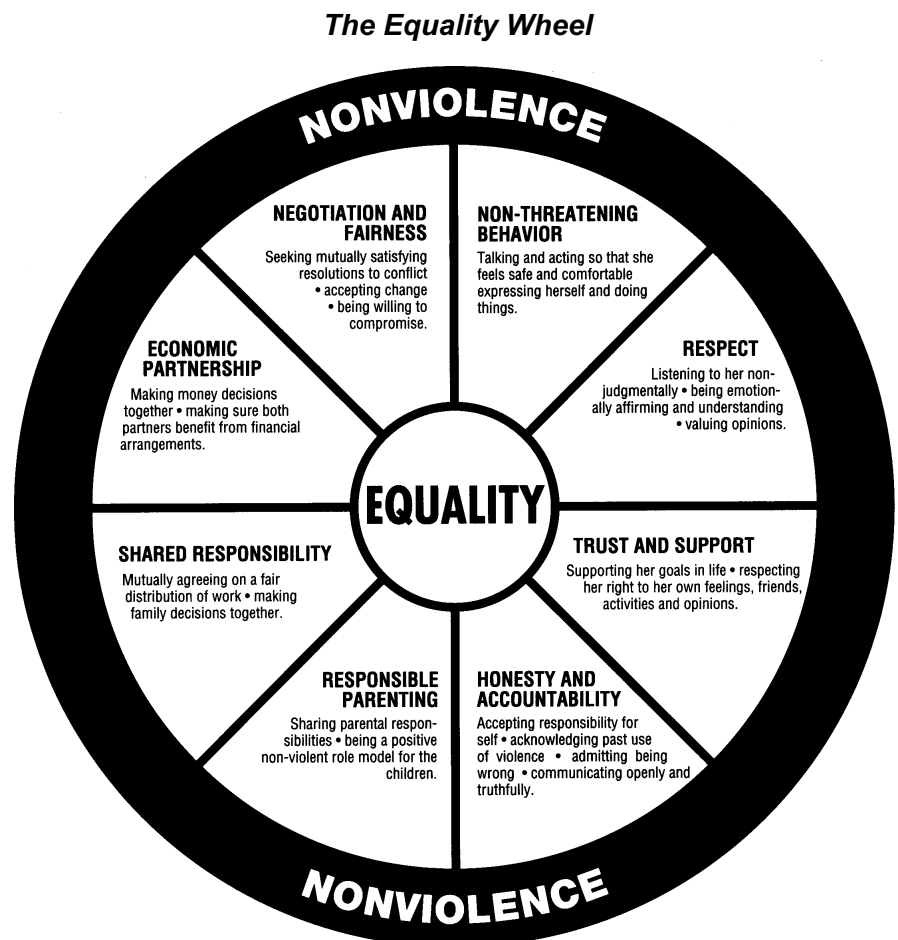 The Equality Wheel
NONVIOLENCE
NEGOTIATION AND
FAIRNESS
Seeking mutually satisfying
resolutions to conflict
• accepting change
• being willing to
compromise.
NON-THREATENING
BEHAVIOR
Talking and acting so that she
feels safe and comfortable
expressing herself and doing
things.
RESPECT
Listening to her non-
judgmentally • being emotion-
ally affirming and understanding
• valuing opinions.
TRUST AND SUPPORT
Supporting her goals in life • respecting
her right to her own feelings, friends,
activities and opinions.
HONESTY AND
ACCOUNTABILITY
Accepting responsibility for
self • acknowledging past use
of violence • admitting being
wrong • communicating openly and
truthfully.
RESPONSIBLE
PARENTING
Sharing parental respon-
sibilities • being a positive
non-violent role model for the
children.
SHARED RESPONSIBILITY
Mutually agreeing on a fair
distribution of work • making
family decisions together.
ECONOMIC
PARTNERSHIP
Making money decisions
together • making sure both
partners benefit from financial
arrangements.
EQUALITY
NONVIOLENCE